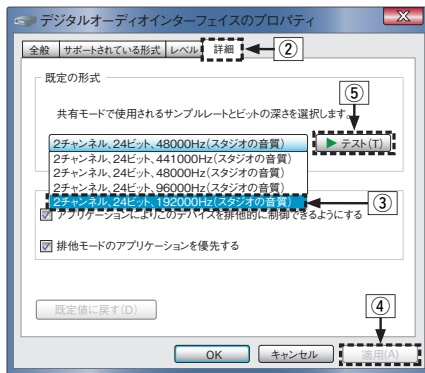 デジタルオーディオインターフェイスのプロパティ
全般 サポートされている形式 レベル 詳細 ②
既定の形式
⑤
共有モードで使用されるサンプルレートとビットの深さを選択します。
2チャンネル、24ビット、48000Hz(スタジオの音質) テスト(T)
2チャンネル、24ビット、441000Hz(スタジオの音質)
2チャンネル、24ビット、48000Hz(スタジオの音質)
2チャンネル、24ビット、96000Hz(スタジオの音質)
2チャンネル、24ビット、192000Hz(スタジオの音質) ③
アプリケーションによりこのデバイスを排他的に制御できるようにする
排他モードのアプリケーションを優先する
④
既定値に戻す(D)
OK キャンセル 適用(A)